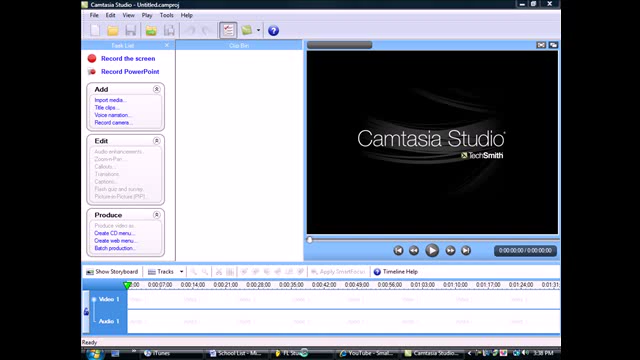 Camtasia Studio - Untitled.camproj
File Edit View Play Tools Help
Task List
Clip Bin
Record the screen
Record PowerPoint
Add
Import media...
Title clips...
Voice narration...
Record camera...
Edit
Audio enhancements...
Zoom-n-Pan...
Callouts...
Transitions...
Captions...
Flash quiz and survey...
Picture-in-Picture (PIP)...
Produce
Produce video as...
Create CD menu...
Create web menu...
Batch production...
Camtasia Studio
TechSmith
0:00:00;00 / 0:00:00;00
Show Storyboard Tracks Apply SmartFocus Timeline Help
0:00:07;00 0:00:14;00 0:00:21;00 0:00:28;00 0:00:35;00 0:00:42;00 0:00:49;00 0:00:56;00 0:01:03;00 0:01:10;00 0:01:17;00 0:01:24;00
Video 1
Audio 1
Ready
iTunes School List - Mi... FL Studio YouTube - Smal... Camtasia Studio... 3:38 PM